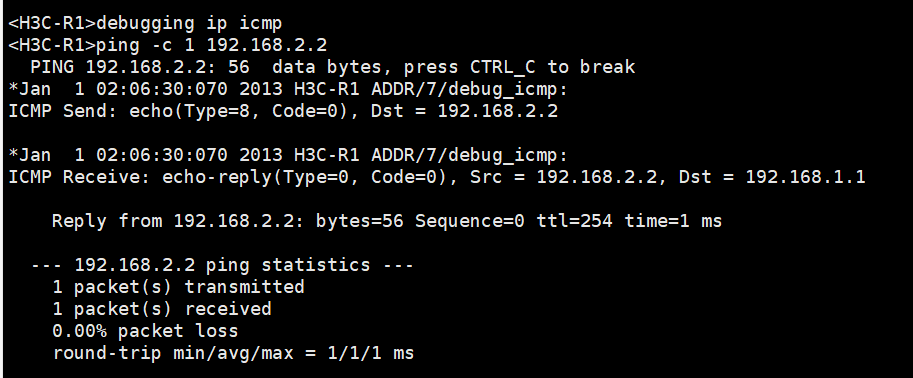 <H3C-R1>debugging ip icmp
<H3C-R1>ping -c 1 192.168.2.2
  PING 192.168.2.2: 56  data bytes, press CTRL_C to break
*Jan  1 02:06:30:070 2013 H3C-R1 ADDR/7/debug_icmp:
ICMP Send: echo(Type=8, Code=0), Dst = 192.168.2.2

*Jan  1 02:06:30:070 2013 H3C-R1 ADDR/7/debug_icmp:
ICMP Receive: echo-reply(Type=0, Code=0), Src = 192.168.2.2, Dst = 192.168.1.1

    Reply from 192.168.2.2: bytes=56 Sequence=0 ttl=254 time=1 ms

  --- 192.168.2.2 ping statistics ---
    1 packet(s) transmitted
    1 packet(s) received
    0.00% packet loss
    round-trip min/avg/max = 1/1/1 ms